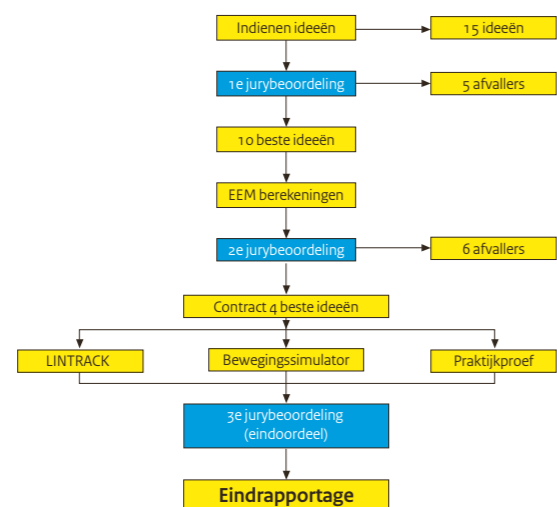 Indienen ideeën
15 ideeën
1e jurybeoordeling
5 afvallers
10 beste ideeën
EEM berekeningen
2e jurybeoordeling
6 afvallers
Contract 4 beste ideeën
LINTRACK
Bewegingssimulator
Praktijkproef
3e jurybeoordeling
(eindoordeel)
Eindrapportage